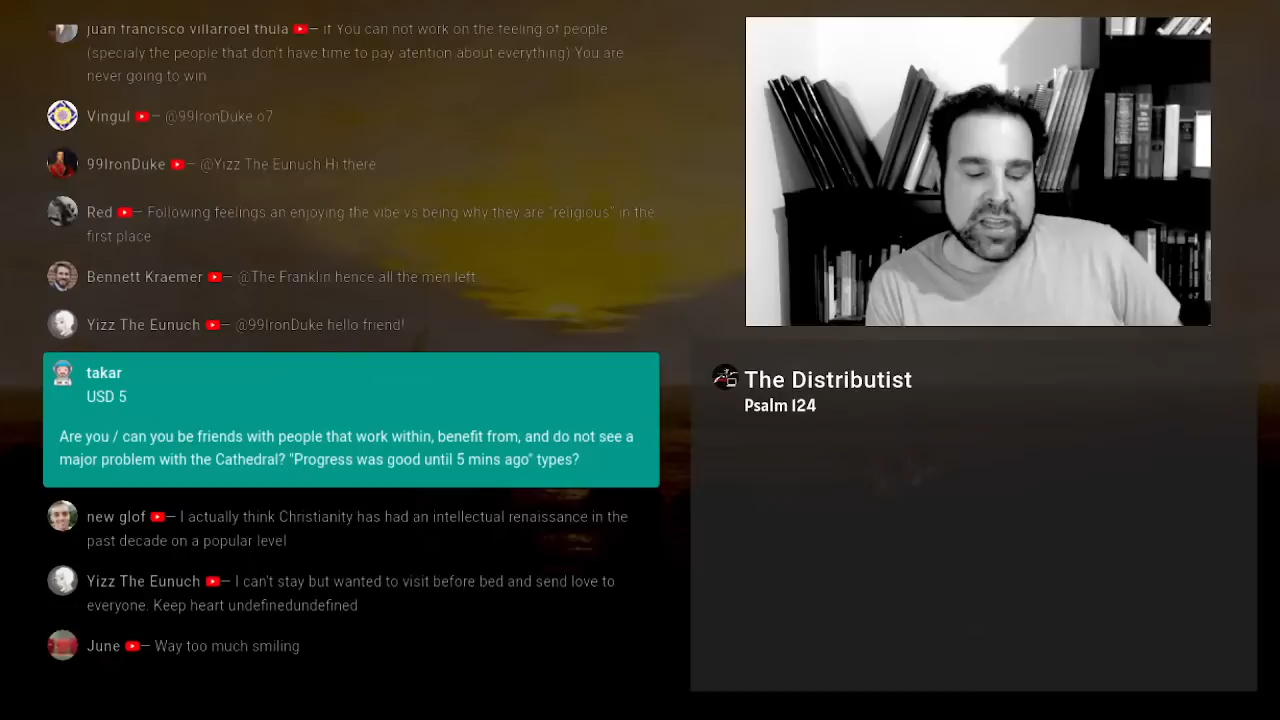 juan francisco villarroel thula — if You can not work on the feeling of people
(specialy the people that don't have time to pay atention about everything) You are
never going to win
Vingul — @99IronDuke o7
99IronDuke — @Yizz The Eunuch Hi there
Red — Following feelings an enjoying the vibe vs being why they are "religious" in the
first place
Bennett Kraemer — @The Franklin hence all the men left
Yizz The Eunuch — @99IronDuke hello friend!
takar
USD 5
Are you / can you be friends with people that work within, benefit from, and do not see a
major problem with the Cathedral? "Progress was good until 5 mins ago" types?
new glof — I actually think Christianity has had an intellectual renaissance in the
past decade on a popular level
Yizz The Eunuch — I can't stay but wanted to visit before bed and send love to
everyone. Keep heart undefinedundefined
June — Way too much smiling
The Distributist
Psalm 124